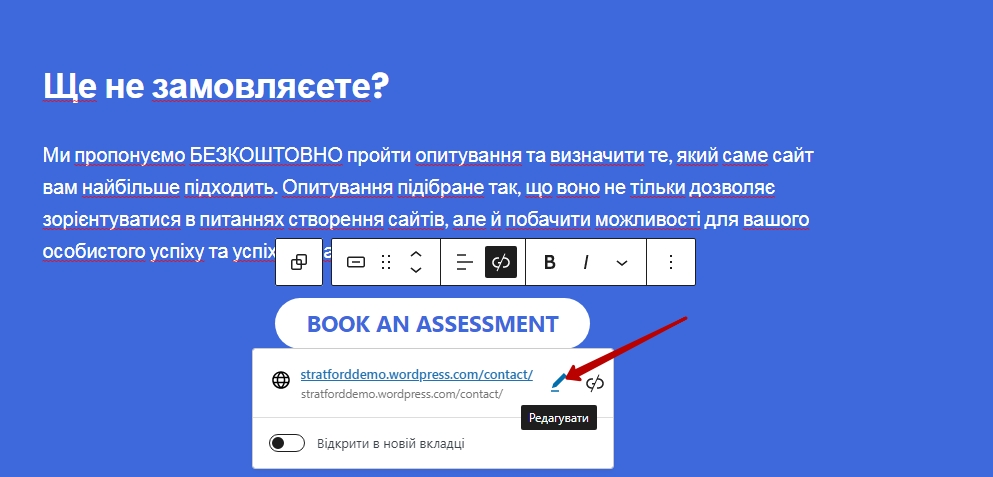 Ще не замовляєте?
Ми пропонуємо БЕЗКОШТОВНО пройти опитування та визначити те, який саме сайт
вам найбільше підходить. Опитування підібране так, що воно не тільки дозволяє
зорієнтуватися в питаннях створення сайтів, але й побачити можливості для вашого
особистого успіху та успіх
B I
BOOK AN ASSESSMENT
stratforddemo.wordpress.com/contact/
stratforddemo.wordpress.com/contact/
Редагувати
Відкрити в новій вкладці